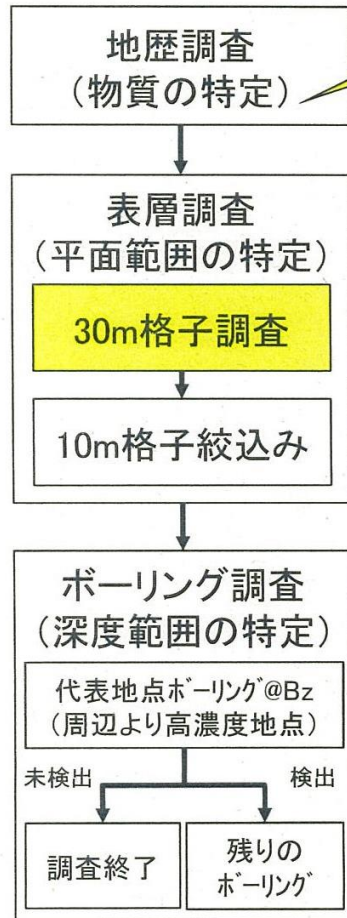 地歴調査
(物質の特定)
表層調査
(平面範囲の特定)
30m格子調査
10m格子絞込み
ボーリング調査
(深度範囲の特定)
代表地点ボーリング@Bz
(周辺より高濃度地点)
未検出
検出
調査終了
残りの
ボーリング